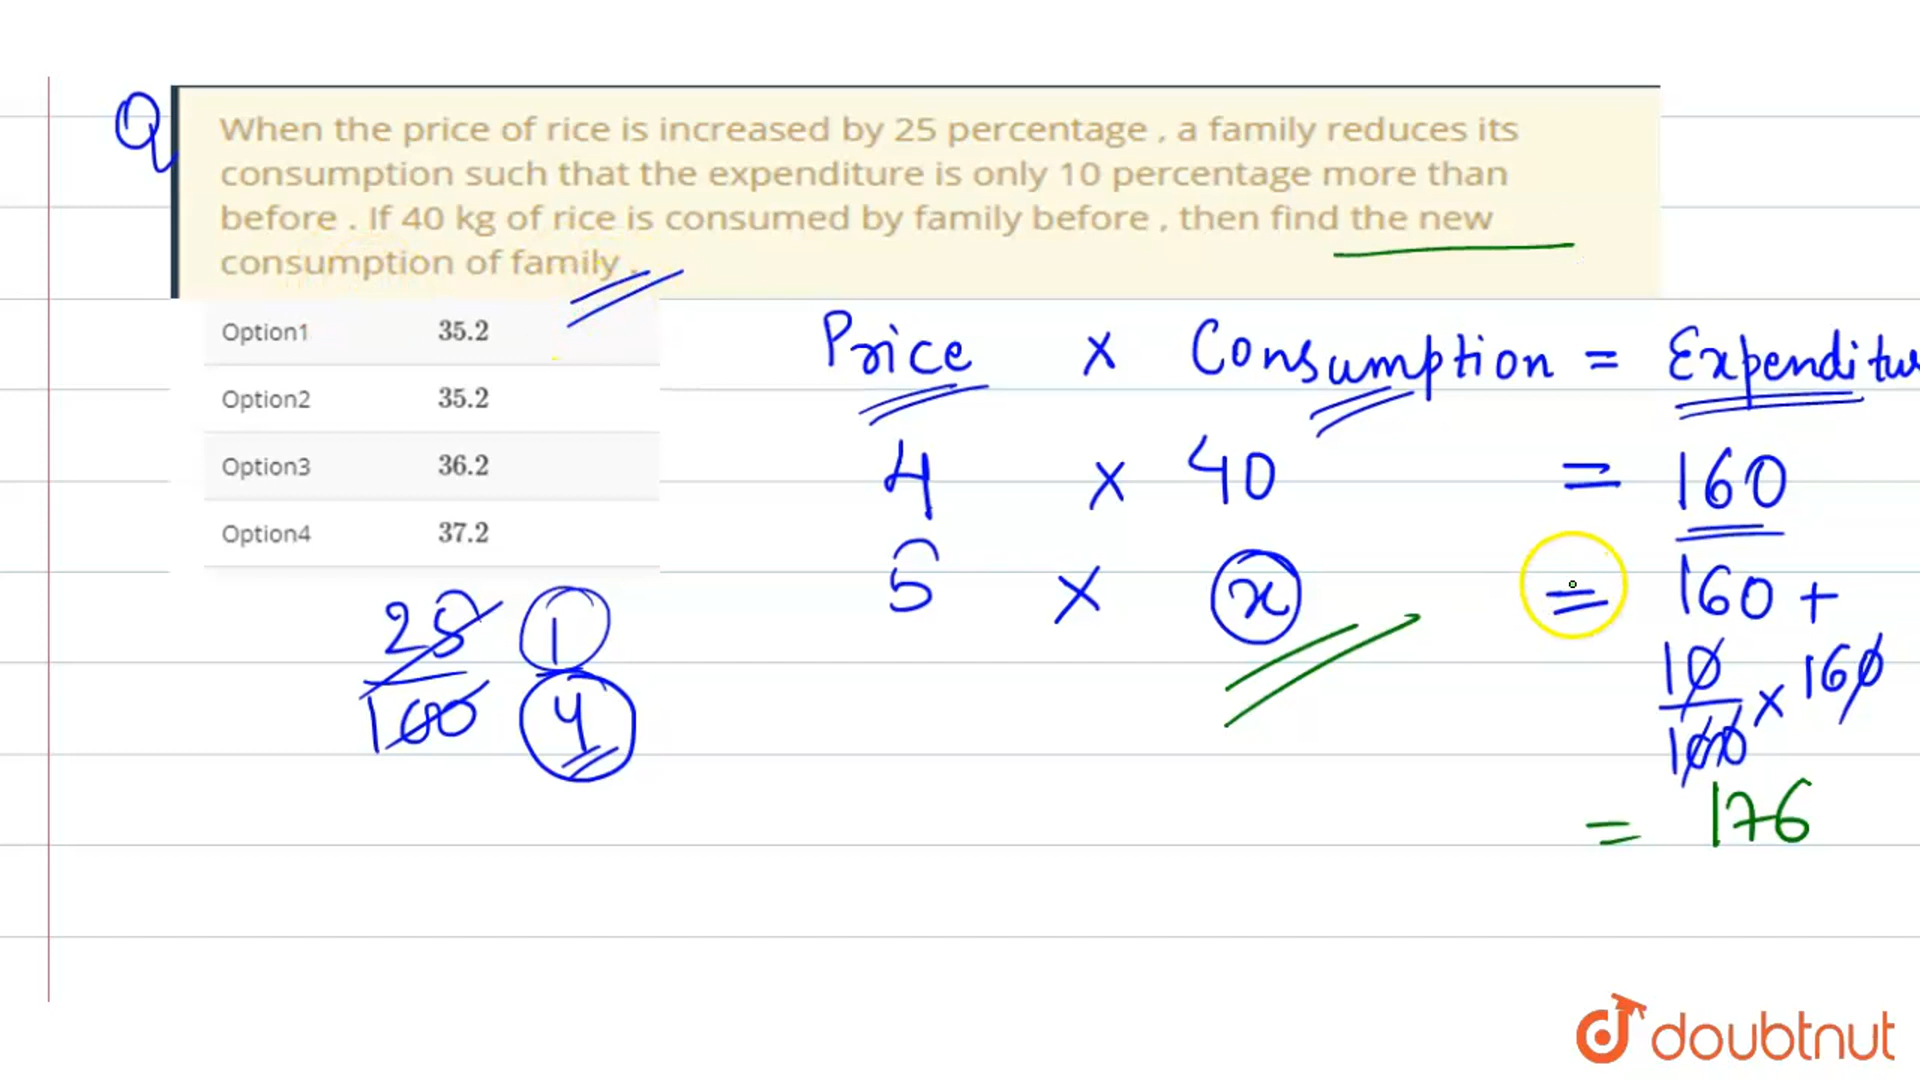 Q
When the price of rice is increased by 25 percentage , a family reduces its
consumption such that the expenditure is only 10 percentage more than
before . If 40 kg of rice is consumed by family before , then find the new
consumption of family .
Option1 35.2
Option2 35.2
Option3 36.2
Option4 37.2
25
100
1
4
Price x Consumption = Expenditu
4 x 40 = 160
5 x x = 160 +
10
100
x 160
= 176
doubtnut